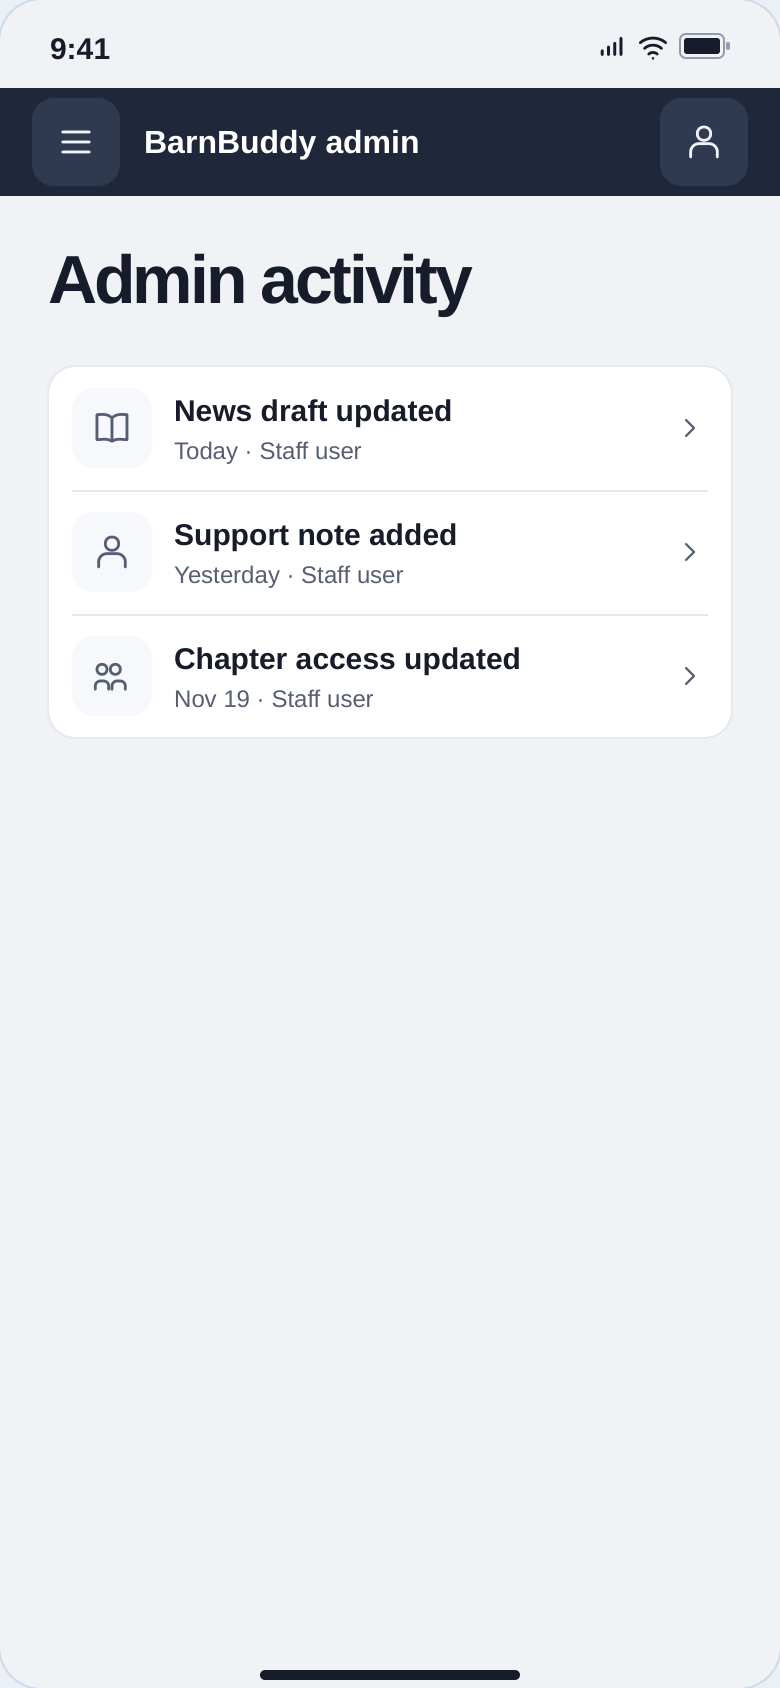 9:41
BarnBuddy admin
Admin activity
News draft updated
Today · Staff user
Support note added
Yesterday · Staff user
Chapter access updated
Nov 19 · Staff user